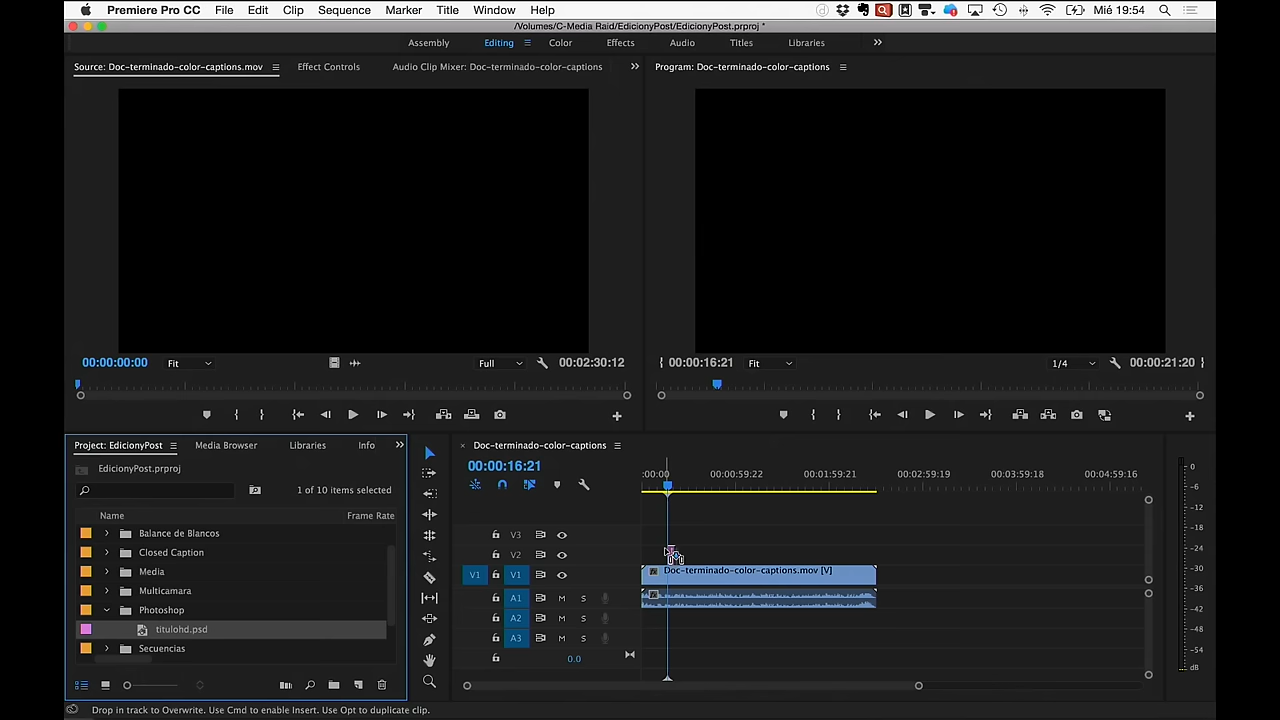 Premiere Pro CC File Edit Clip Sequence Marker Title Window Help Mié 19:54
/Volumes/C-Media Raid/EdicionyPost/EdicionyPost.prproj *
Assembly Editing Color Effects Audio Titles Libraries
Source: Doc-terminado-color-captions.mov Effect Controls Audio Clip Mixer: Doc-terminado-color-captions Program: Doc-terminado-color-captions
00:00:00:00 Fit Full 00:02:30:12 00:00:16:21 Fit 1/4 00:00:21:20
Project: EdicionyPost Media Browser Libraries Info
EdicionyPost.prproj
1 of 10 items selected
Name Frame Rate
Balance de Blancos
Closed Caption
Media
Multicamara
Photoshop
titulohd.psd
Secuencias
Doc-terminado-color-captions
00:00:16:21
:00:00 00:00:59:22 00:01:59:21 00:02:59:19 00:03:59:18 00:04:59:16
V3
V2
V1 V1 Doc-terminado-color-captions.mov [V]
A1 M S
A2 M S
A3 M S
0.0
0
-6
-12
-18
-24
-30
-36
-42
-48
-54
dB
Drop in track to Overwrite. Use Cmd to enable Insert. Use Opt to duplicate clip.